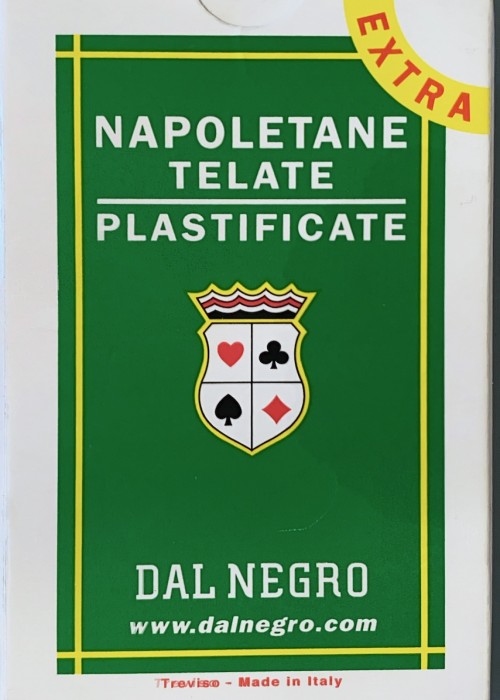 EXTRA
NAPOLETANE
TELATE
PLASTIFICATE
DAL NEGRO
www.dalnegro.com
Treviso - Made in Italy